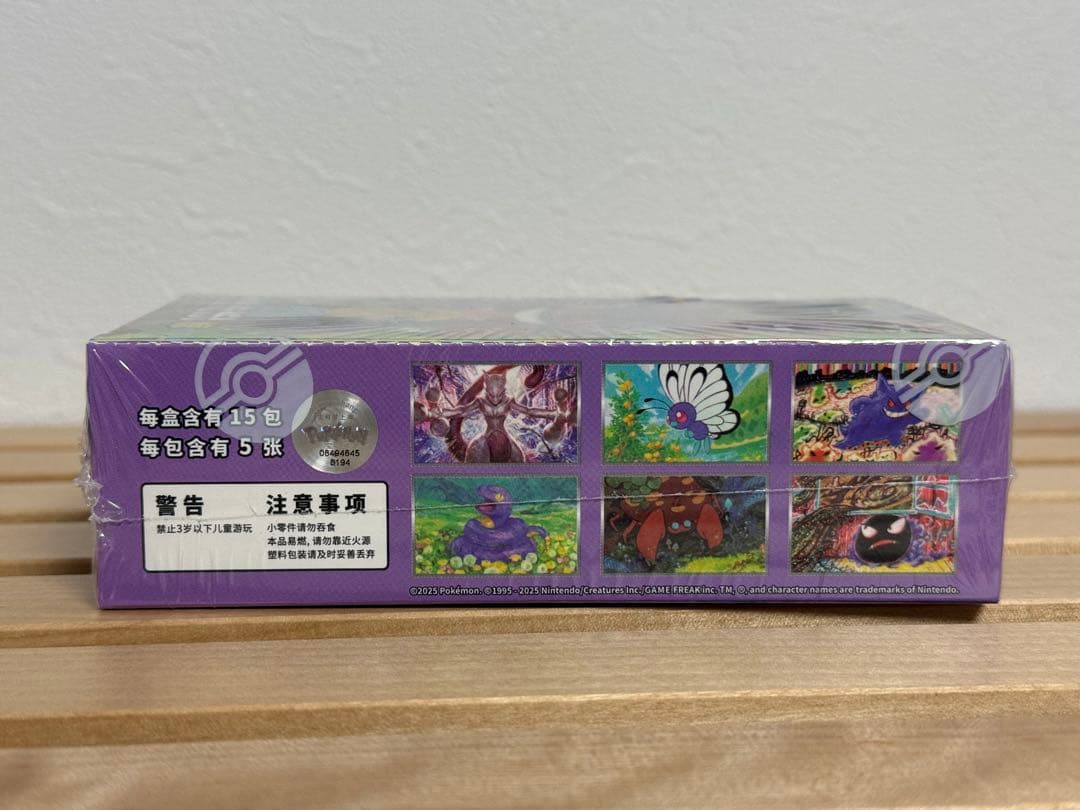 每盒含有 15 包
每包含有 5 张
06494645
8194
警告
禁止3岁以下儿童游玩
注意事项
小零件请勿吞食
本品易燃, 请勿靠近火源
塑料包装请及时妥善丢弃
©2025 Pokémon. ©1995 - 2025 Nintendo/Creatures Inc./GAME FREAK inc. TM, ®, and character names are trademarks of Nintendo.